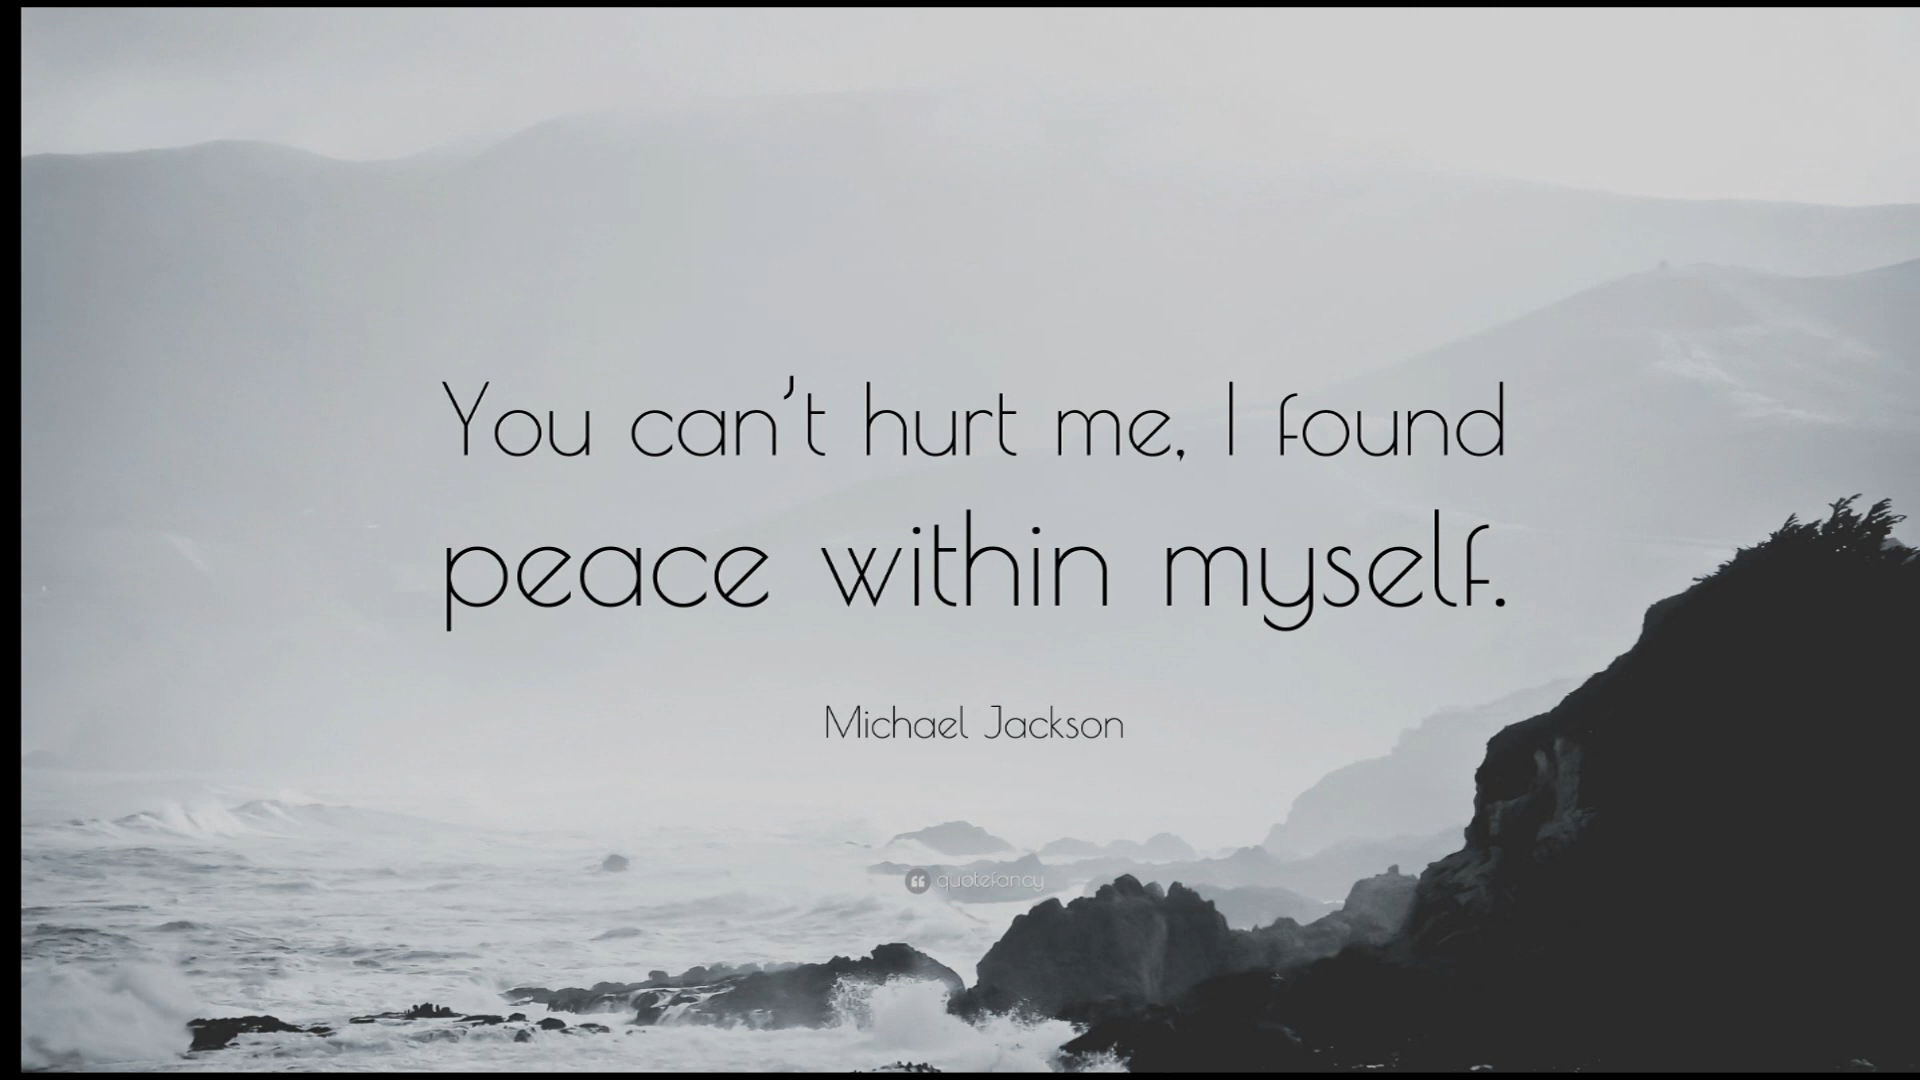 You can’t hurt me, I found
peace within myself.
Michael Jackson
quotefancy